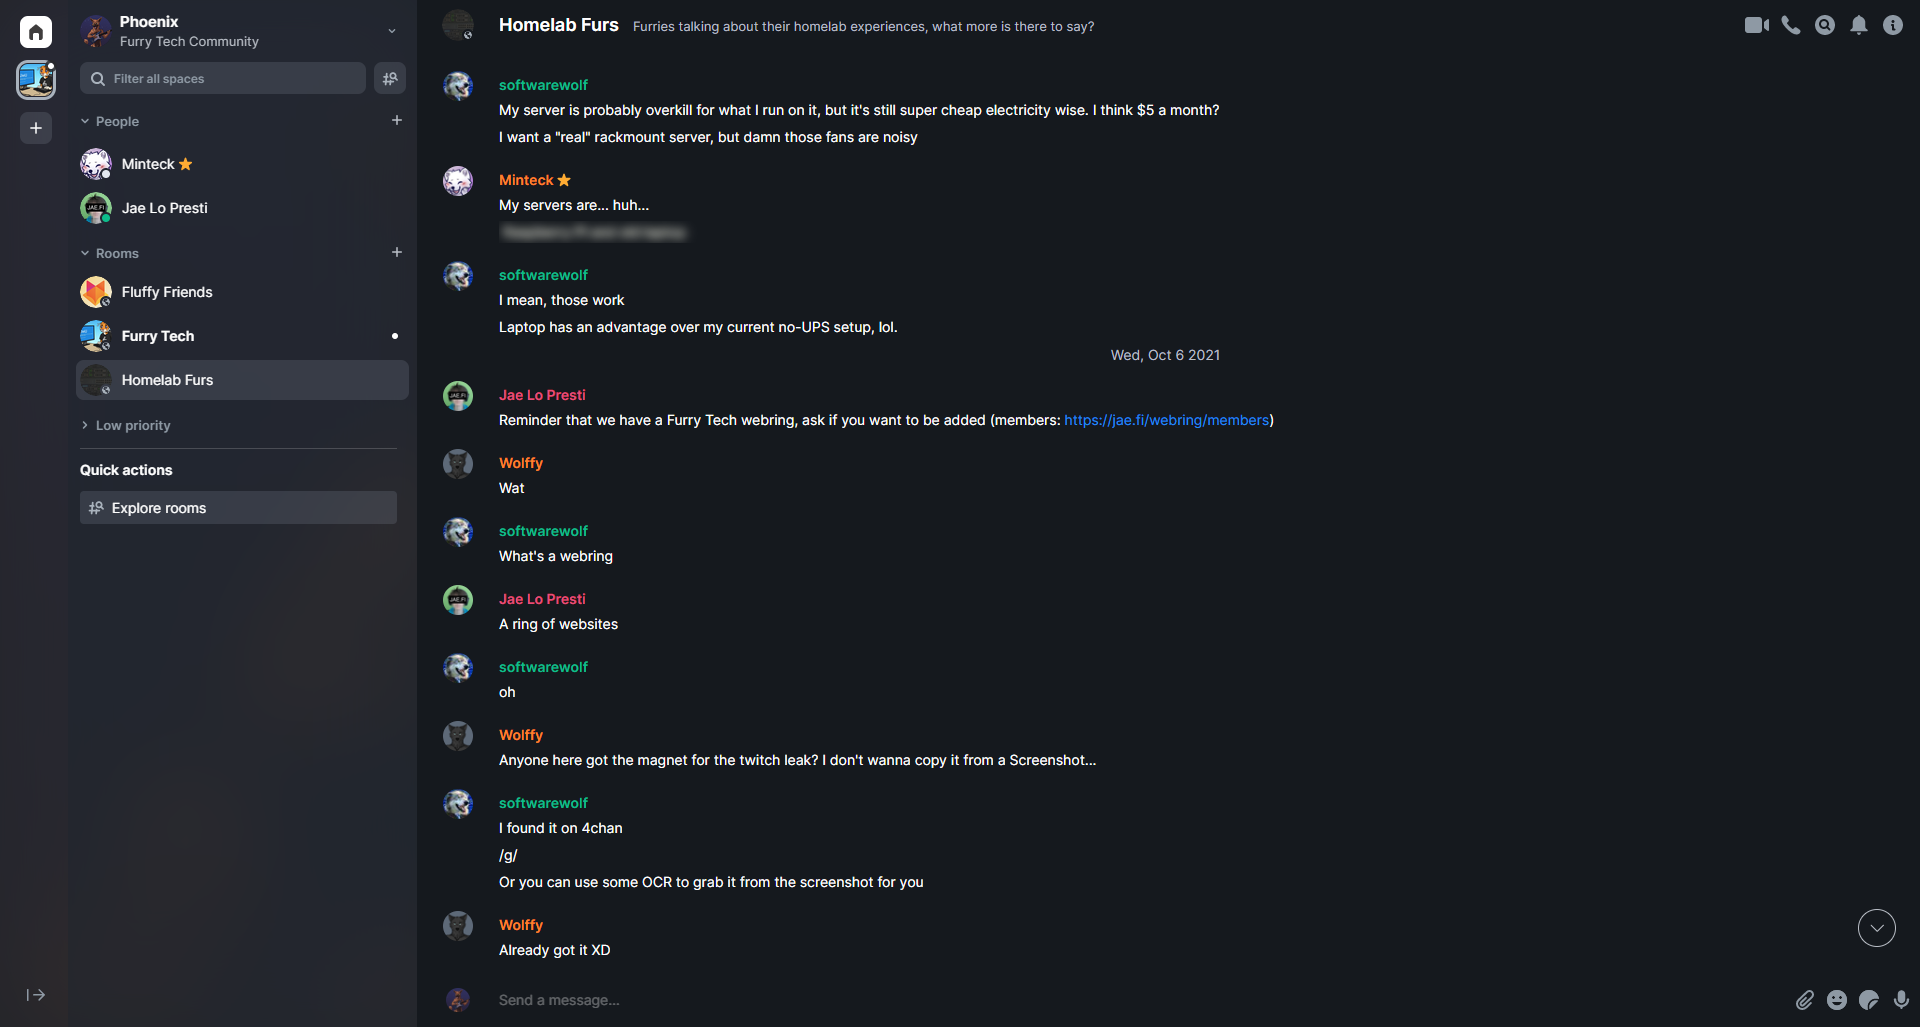 Phoenix
Furry Tech Community
Filter all spaces
People
Minteck
Jae Lo Presti
Rooms
Fluffy Friends
Furry Tech
Homelab Furs
Low priority
Quick actions
Explore rooms
Homelab Furs Furries talking about their homelab experiences, what more is there to say?
softwarewolf
My server is probably overkill for what I run on it, but it's still super cheap electricity wise. I think $5 a month?
I want a "real" rackmount server, but damn those fans are noisy
Minteck
My servers are... huh...
softwarewolf
I mean, those work
Laptop has an advantage over my current no-UPS setup, lol.
Wed, Oct 6 2021
Jae Lo Presti
Reminder that we have a Furry Tech webring, ask if you want to be added (members: https://jae.fi/webring/members)
Wolffy
Wat
softwarewolf
What's a webring
Jae Lo Presti
A ring of websites
softwarewolf
oh
Wolffy
Anyone here got the magnet for the twitch leak? I don't wanna copy it from a Screenshot...
softwarewolf
I found it on 4chan
/g/
Or you can use some OCR to grab it from the screenshot for you
Wolffy
Already got it XD
Send a message...